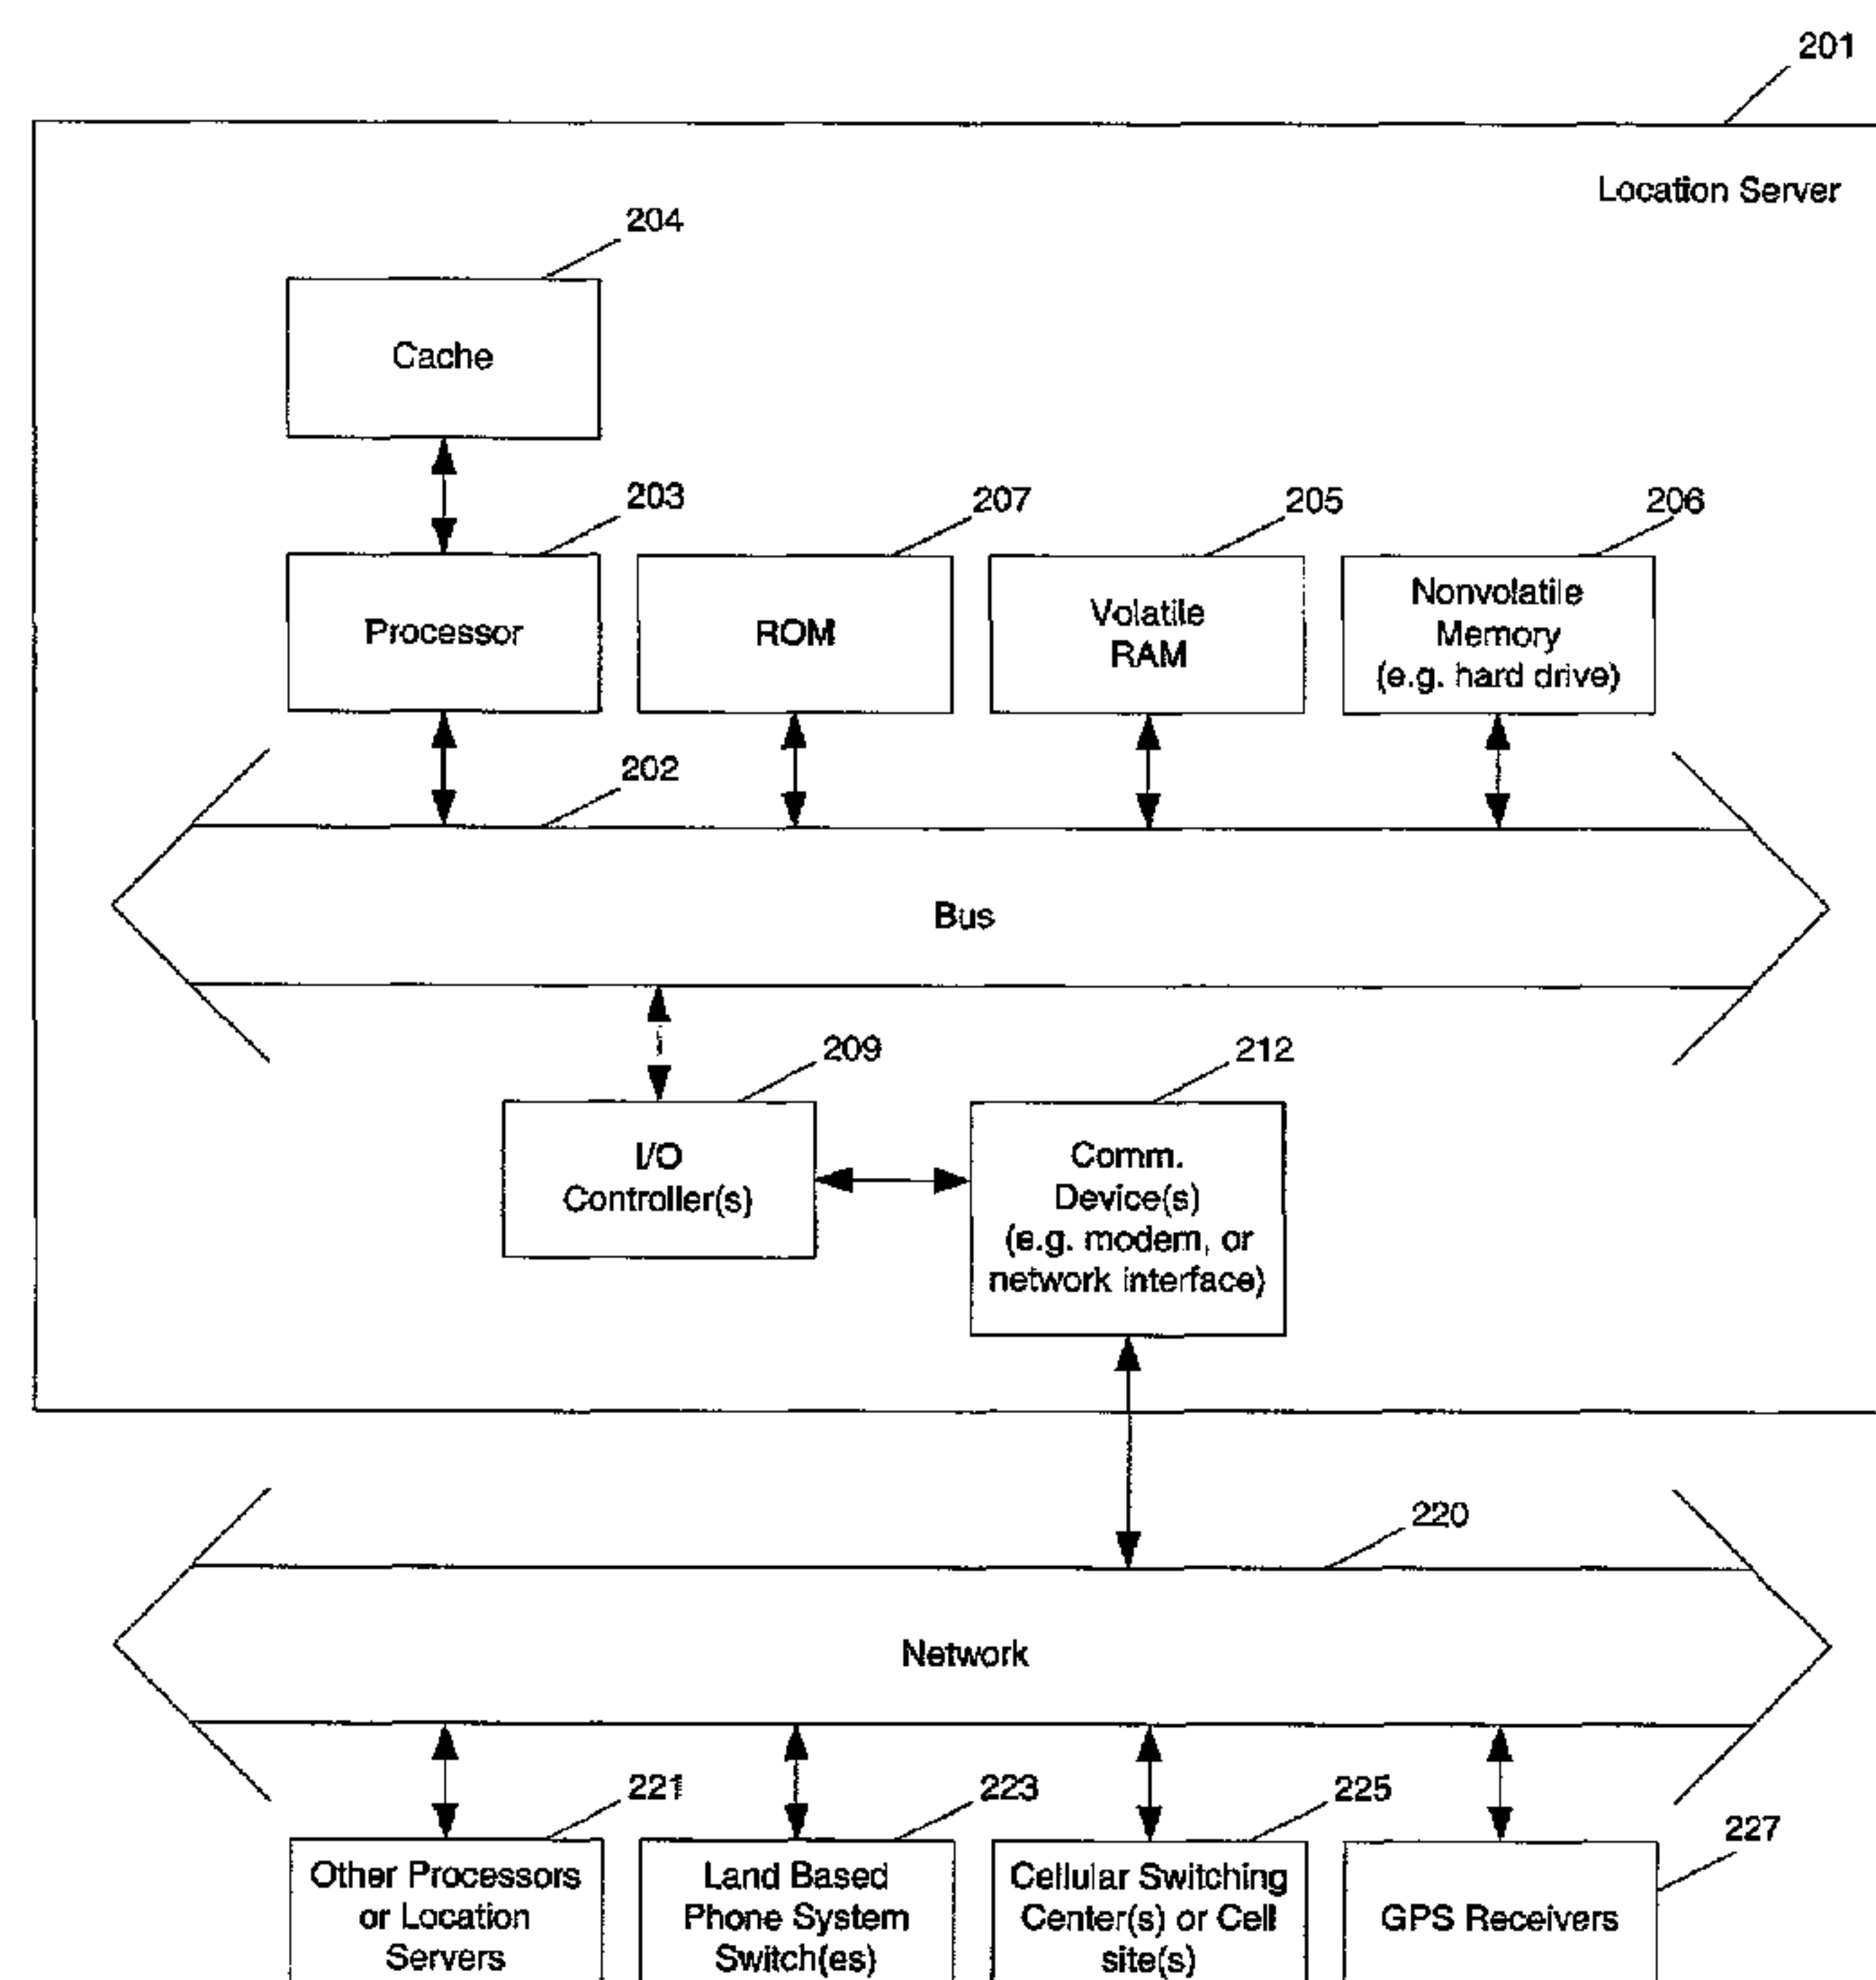 201
Location Server
204
Cache
203
207
205
206
Processor
ROM
Volatile
RAM
Nonvolatile
Memory
(e.g. hard drive)
202
Bus
209
212
I/O
Controller(s)
Comm.
Device(s)
(e.g. modem, or
network interface)
220
Network
221
223
225
227
Other Processors
or Location
Servers
Land Based
Phone System
Switch(es)
Cellular Switching
Center(s) or Cell
site(s)
GPS Receivers